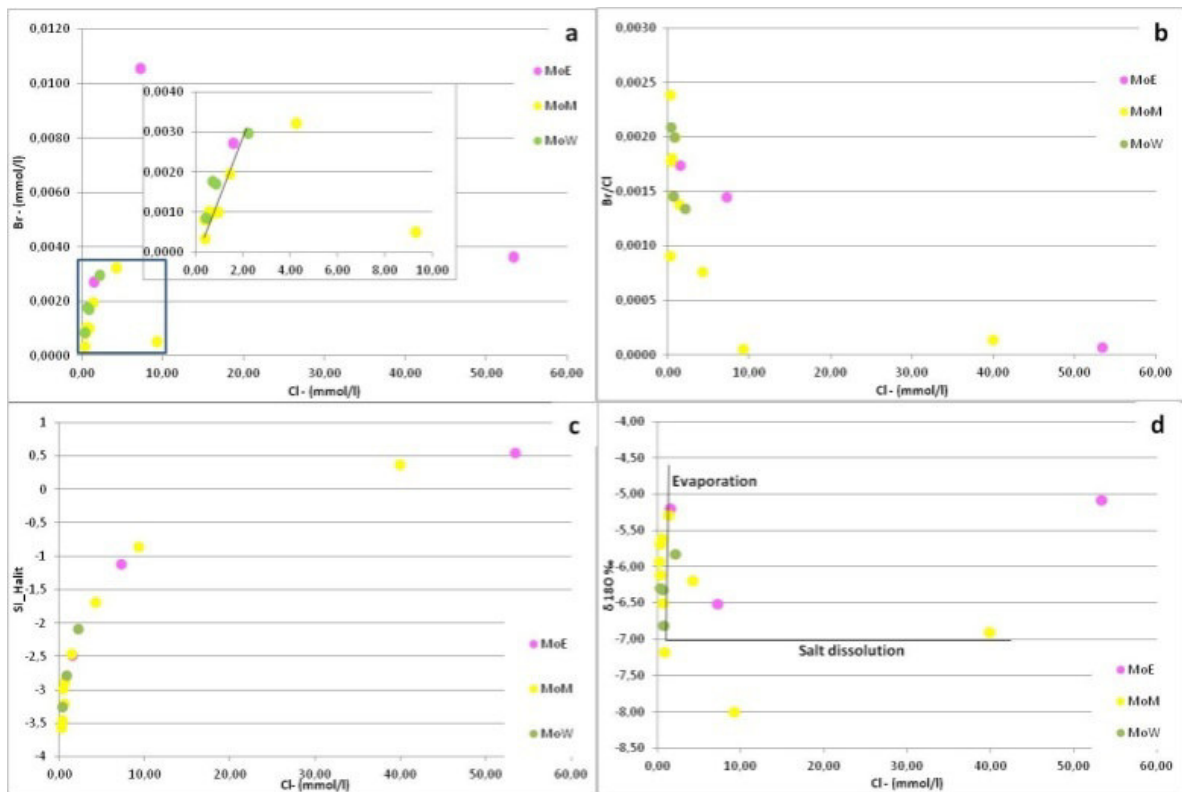 a
0,0120
0,0100
0,0080
0,0060
0,0040
0,0020
0,0000
Br - (mmol/l)
0,00 10,00 20,00 30,00 40,00 50,00 60,00
Cl - (mmol/l)
MoE
MoM
MoW
0,0040
0,0030
0,0020
0,0010
0,0000
0,00 2,00 4,00 6,00 8,00 10,00
b
0,0030
0,0025
0,0020
0,0015
0,0010
0,0005
0,0000
Br/Cl
0,00 10,00 20,00 30,00 40,00 50,00 60,00
Cl - (mmol/l)
MoE
MoM
MoW
c
1
0,5
0
-0,5
-1
-1,5
-2
-2,5
-3
-3,5
-4
SI_Halit
0,00 10,00 20,00 30,00 40,00 50,00 60,00
Cl- (mmol/l)
MoE
MoM
MoW
d
-4,00
-4,50
-5,00
-5,50
-6,00
-6,50
-7,00
-7,50
-8,00
-8,50
δ 18O ‰
Evaporation
Salt dissolution
0,00 10,00 20,00 30,00 40,00 50,00 60,00
Cl - (mmol/l)
MoE
MoM
MoW